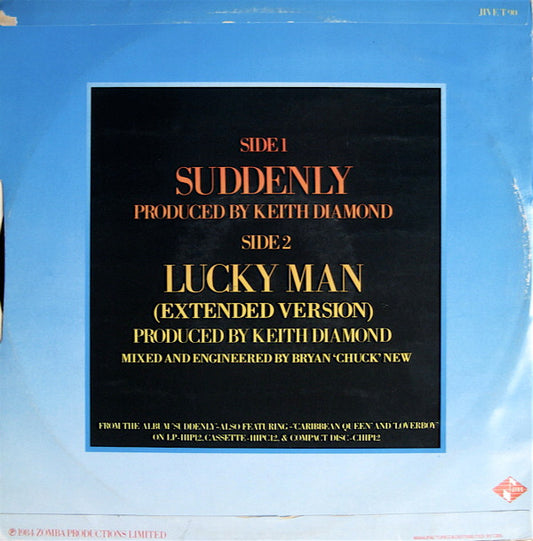 JIVE T 90
SIDE 1
SUDDENLY
PRODUCED BY KEITH DIAMOND
SIDE 2
LUCKY MAN
(EXTENDED VERSION)
PRODUCED BY KEITH DIAMOND
MIXED AND ENGINEERED BY BRYAN 'CHUCK' NEW
FROM THE ALBUM 'SUDDENLY'-ALSO FEATURING-'CARIBBEAN QUEEN' AND 'LOVERBOY'
ON LP-HIP12, CASSETTE-HIPC12, & COMPACT DISC-CHIP12
JIVE
℗1984 ZOMBA PRODUCTIONS LIMITED